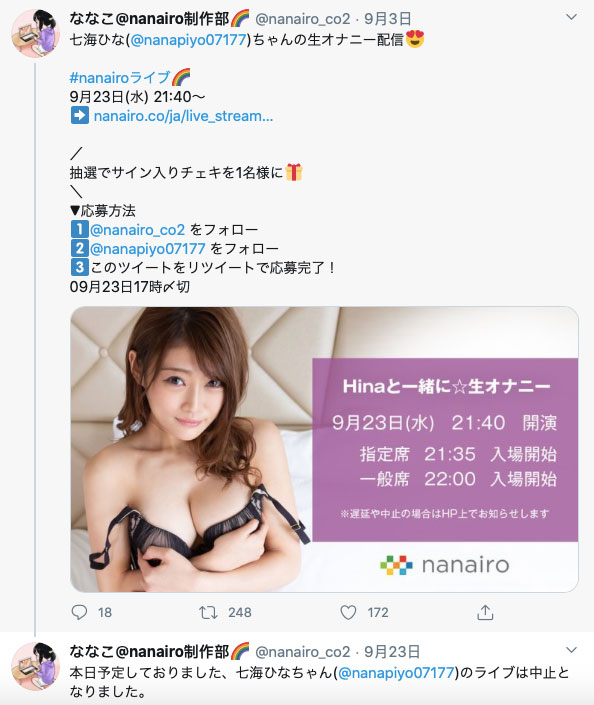 ななこ@nanairo制作部🌈 @nanairo_co2 · 9月3日
七海ひな(@nanapiyo07177)ちゃんの生オナニー配信😍
#nanairoライブ🌈
9月23日(水) 21:40〜
➡ nanairo.co/ja/live_stream...
／
抽選でサイン入りチェキを1名様に🎁
＼
▼応募方法
1️⃣@nanairo_co2 をフォロー
2️⃣@nanapiyo07177 をフォロー
3️⃣このツイートをリツイートで応募完了！
09月23日17時〆切
Hinaと一緒に☆生オナニー
9月23日(水) 21:40 開演
指定席 21:35 入場開始
一般席 22:00 入場開始
※遅延や中止の場合はHP上でお知らせします
nanairo
18 248 172
ななこ@nanairo制作部🌈 @nanairo_co2 · 9月23日
本日予定しておりました、七海ひなちゃん(@nanapiyo07177)のライブは中止と
なりました。